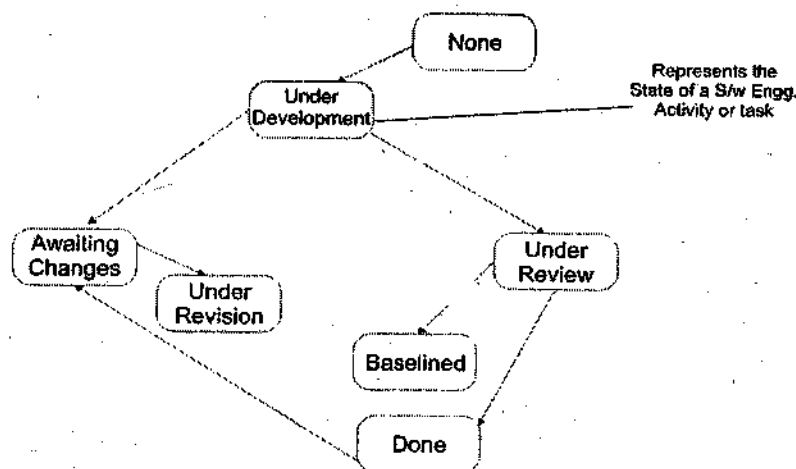 None
Under
Development
Represents the
State of a S/w Engg.
Activity or task
Awaiting
Changes
Under
Revision
Under
Review
Baselined
Done